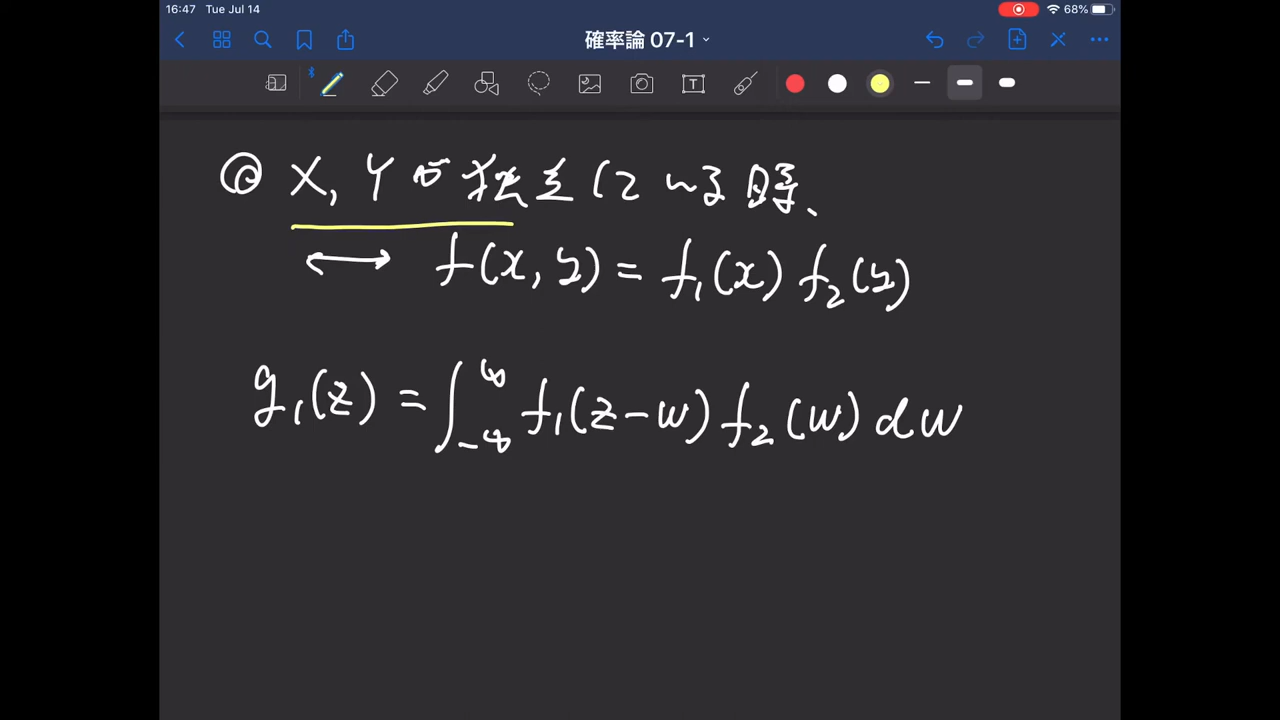 16:47 Tue Jul 14 68%
確率論 07-1
T
◎ X, Y が独立している時、
↔ f(x, y) = f₁(x) f₂(y)
g₁(z) = ∫_{-∞}^{∞} f₁(z-w) f₂(w) dw